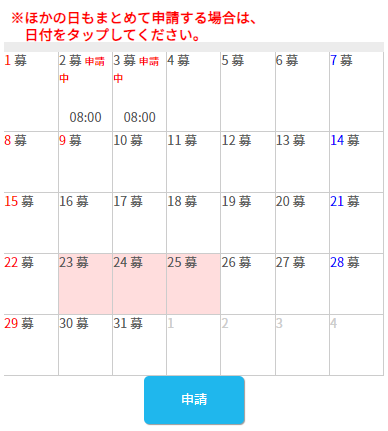 ※ほかの日もまとめて申請する場合は、
日付をタップしてください。
1 募 2 募 申請中 3 募 申請中 4 募 5 募 6 募 7 募
08:00 08:00
8 募 9 募 10 募 11 募 12 募 13 募 14 募
15 募 16 募 17 募 18 募 19 募 20 募 21 募
22 募 23 募 24 募 25 募 26 募 27 募 28 募
29 募 30 募 31 募 1 2 3 4
申請